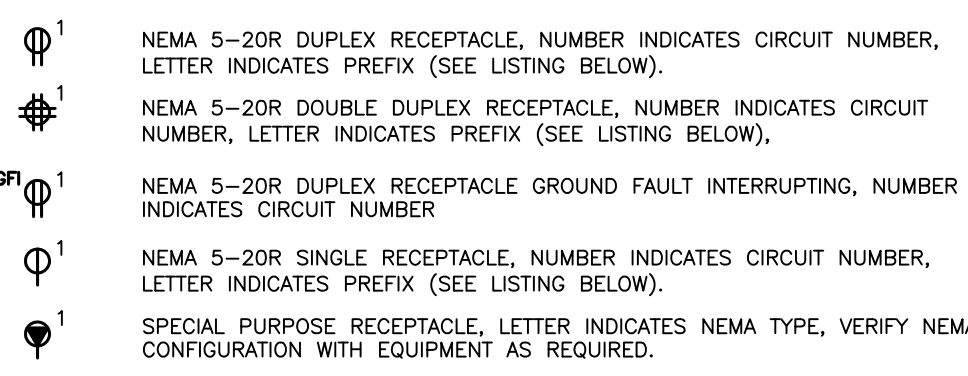 1
NEMA 5-20R DUPLEX RECEPTACLE, NUMBER INDICATES CIRCUIT NUMBER,
LETTER INDICATES PREFIX (SEE LISTING BELOW).
1
NEMA 5-20R DOUBLE DUPLEX RECEPTACLE, NUMBER INDICATES CIRCUIT
NUMBER, LETTER INDICATES PREFIX (SEE LISTING BELOW),
GFI 1
NEMA 5-20R DUPLEX RECEPTACLE GROUND FAULT INTERRUPTING, NUMBER
INDICATES CIRCUIT NUMBER
1
NEMA 5-20R SINGLE RECEPTACLE, NUMBER INDICATES CIRCUIT NUMBER,
LETTER INDICATES PREFIX (SEE LISTING BELOW).
1
SPECIAL PURPOSE RECEPTACLE, LETTER INDICATES NEMA TYPE, VERIFY NEMA
CONFIGURATION WITH EQUIPMENT AS REQUIRED.